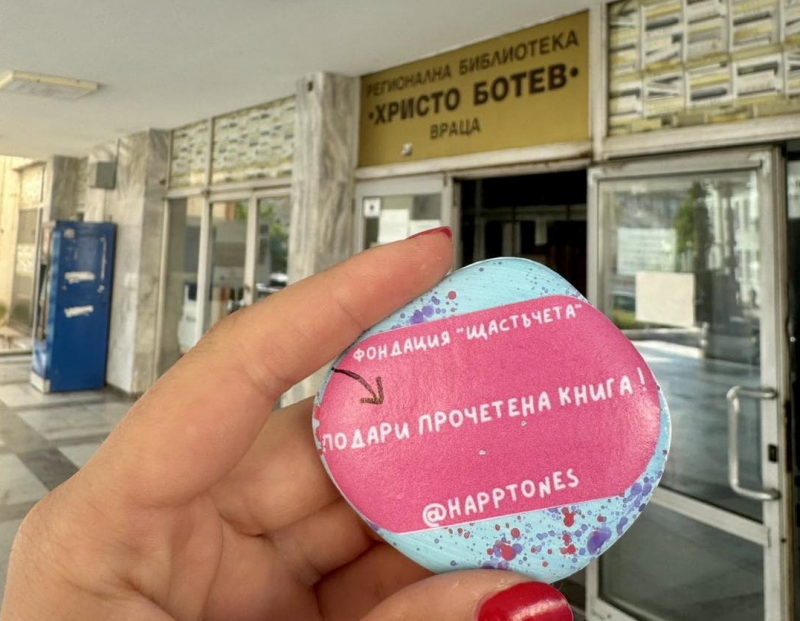 РЕГИОНАЛНА БИБЛИОТЕКА
•ХРИСТО БОТЕВ•
ВРАЦА
ФОНДАЦИЯ "ЩАСТЪЧЕТА"
ПОДАРИ ПРОЧЕТЕНА КНИГА!
@HAPPTONES